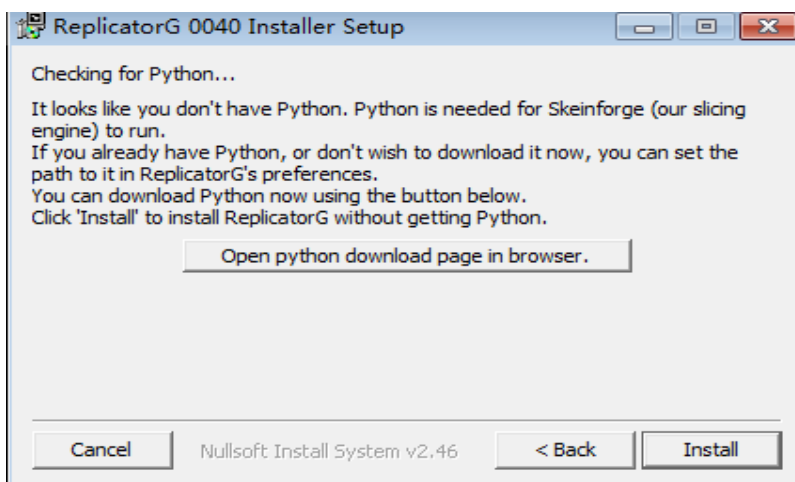 ReplicatorG 0040 Installer Setup
Checking for Python...
It looks like you don't have Python. Python is needed for Skeinforge (our slicing
engine) to run.
If you already have Python, or don't wish to download it now, you can set the
path to it in ReplicatorG's preferences.
You can download Python now using the button below.
Click 'Install' to install ReplicatorG without getting Python.
Open python download page in browser.
Cancel
Nullsoft Install System v2.46
< Back
Install